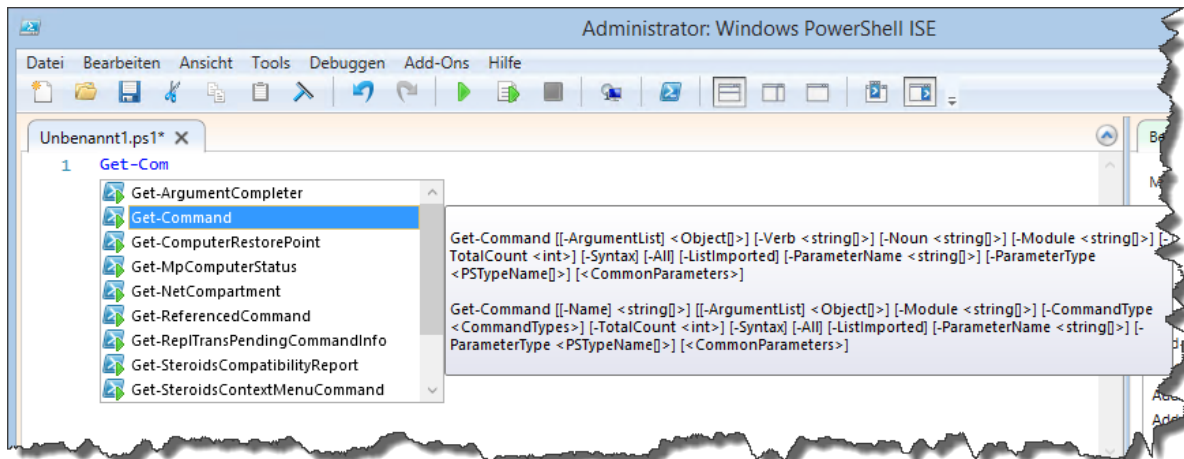 Administrator: Windows PowerShell ISE
Datei Bearbeiten Ansicht Tools Debuggen Add-Ons Hilfe
Unbenannt1.ps1*
1 Get-Com
Get-ArgumentCompleter
Get-Command
Get-ComputerRestorePoint
Get-MpComputerStatus
Get-NetCompartment
Get-ReferencedCommand
Get-ReplTransPendingCommandInfo
Get-SteroidsCompatibilityReport
Get-SteroidsContextMenuCommand
Get-Command [[-ArgumentList] <Object[]>] [-Verb <string[]>] [-Noun <string[]>] [-Module <string[]>] [-
TotalCount <int>] [-Syntax] [-All] [-ListImported] [-ParameterName <string[]>] [-ParameterType
<PSTypeName[]>] [<CommonParameters>]
Get-Command [[-Name] <string[]>] [[-ArgumentList] <Object[]>] [-Module <string[]>] [-CommandType
<CommandTypes>] [-TotalCount <int>] [-Syntax] [-All] [-ListImported] [-ParameterName <string[]>] [-
ParameterType <PSTypeName[]>] [<CommonParameters>]